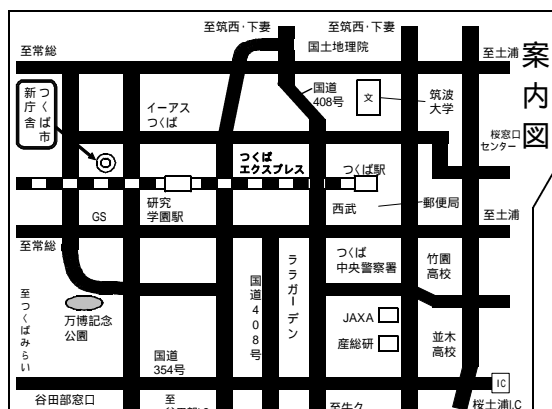 至筑西･下妻
至筑西･下妻
国土地理院
至常総
至土浦
案内図
つくば市
新庁舎
国道
408号
文
筑波
大学
イーアス
つくば
桜窓口
センター
つくば
エクスプレス
つくば駅
研究
学園駅
西武
郵便局
GS
至土浦
至常総
つくば
中央警察署
竹園
高校
国道408号
ララガーデン
至つくばみらい
万博記念
公園
JAXA
産総研
並木
高校
国道
354号
IC
谷田部窓口
至
至牛久
桜土浦I.C